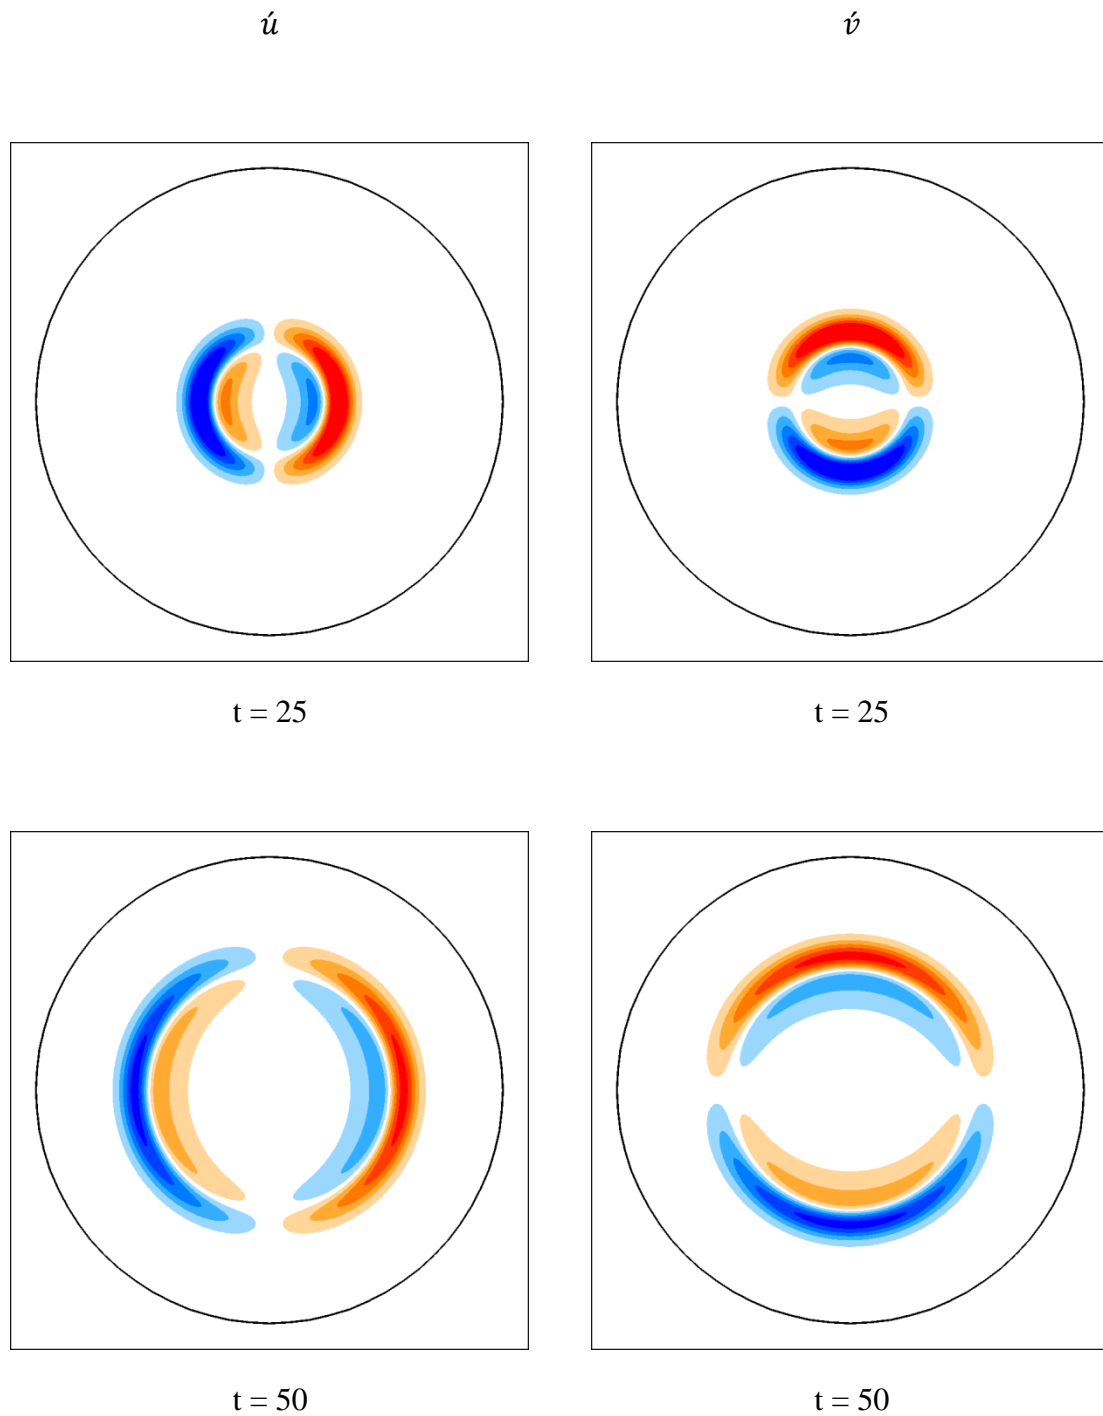 ú
v́
t = 25
t = 25
t = 50
t = 50